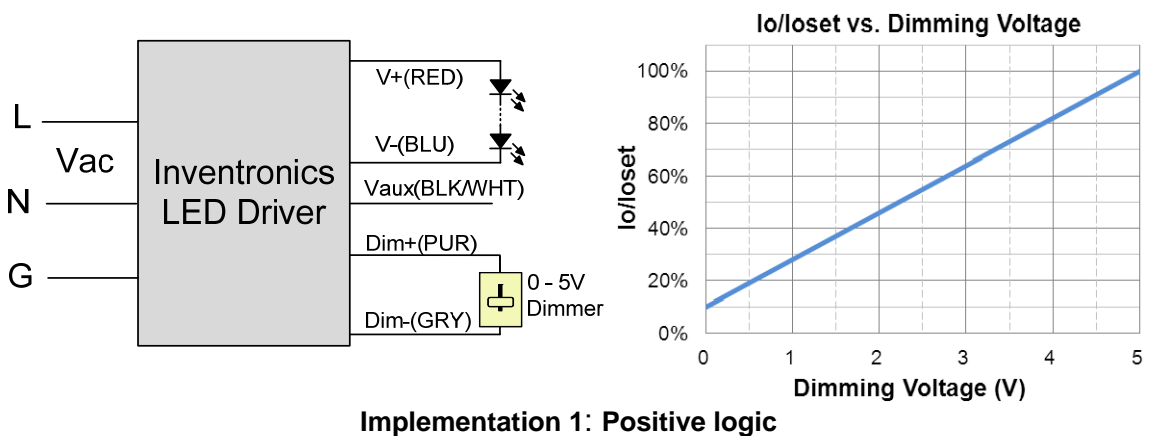 L
Vac
N
G
Inventronics
LED Driver
V+(RED)
V-(BLU)
Vaux(BLK/WHT)
Dim+(PUR)
Dim-(GRY)
0 - 5V
Dimmer
Io/Ioset vs. Dimming Voltage
Io/Ioset
100%
80%
60%
40%
20%
0%
0 1 2 3 4 5
Dimming Voltage (V)
Implementation 1: Positive logic